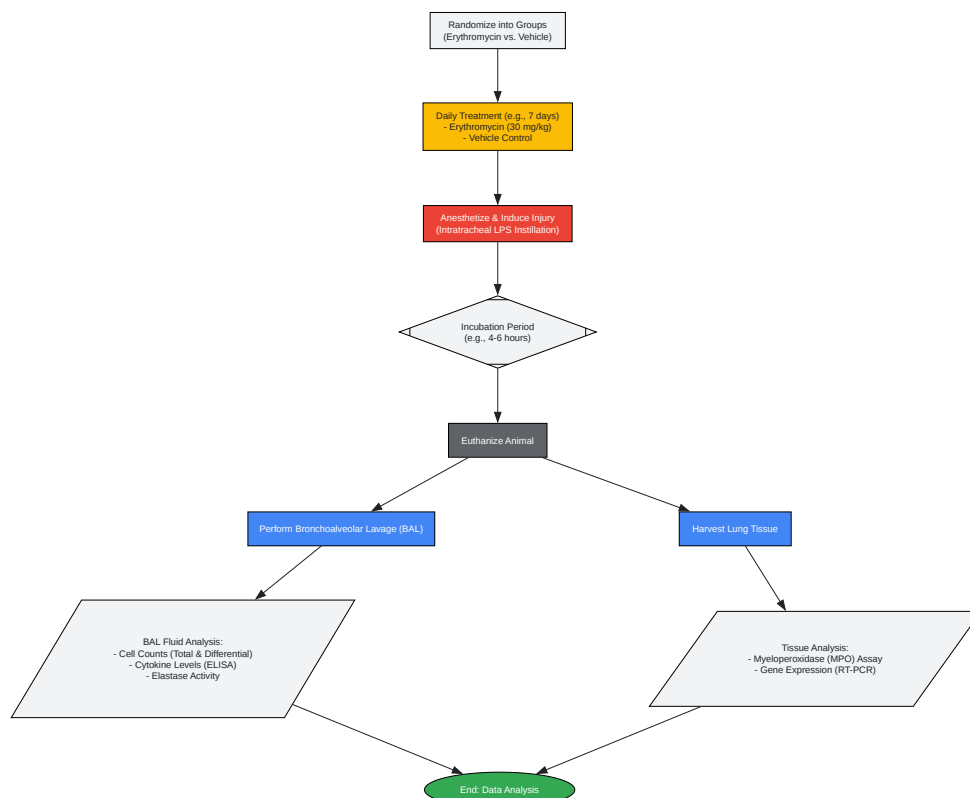 Randomize into Groups
(Erythromycin vs. Vehicle)
Daily Treatment (e.g., 7 days)
- Erythromycin (30 mg/kg)
- Vehicle Control
Anesthetize & Induce Injury
(Intratracheal LPS Instillation)
Incubation Period
(e.g., 4-6 hours)
Euthanize Animal
Perform Bronchoalveolar Lavage (BAL)
Harvest Lung Tissue
BAL Fluid Analysis:
- Cell Counts (Total & Differential)
- Cytokine Levels (ELISA)
- Elastase Activity
Tissue Analysis:
- Myeloperoxidase (MPO) Assay
- Gene Expression (RT-PCR)
End: Data Analysis